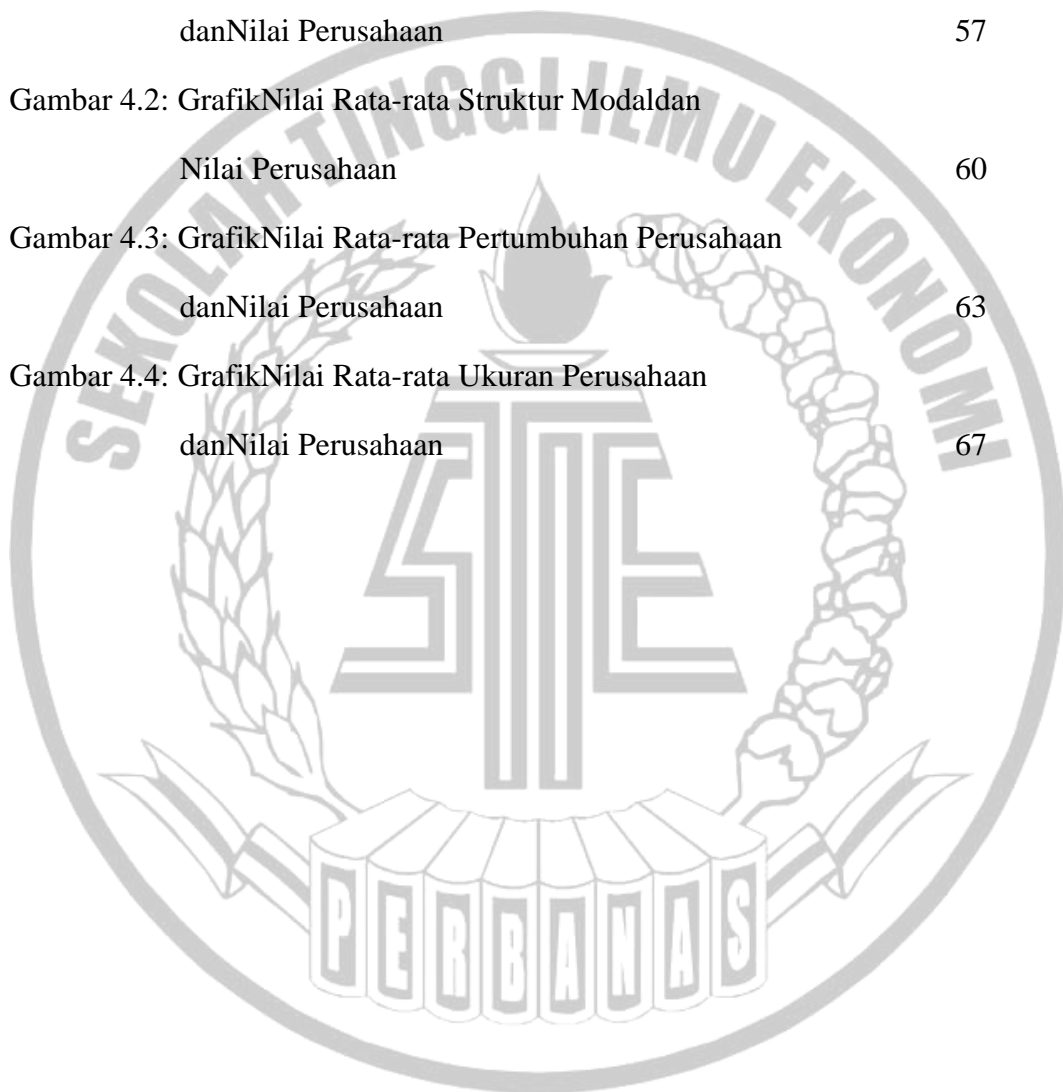 danNilai Perusahaan 57
Gambar 4.2: GrafikNilai Rata-rata Struktur Modaldan
Nilai Perusahaan 60
Gambar 4.3: GrafikNilai Rata-rata Pertumbuhan Perusahaan
danNilai Perusahaan 63
Gambar 4.4: GrafikNilai Rata-rata Ukuran Perusahaan
danNilai Perusahaan 67
SEKOLAH TINGGI ILMU EKONOMI
STIE
PERBANAS